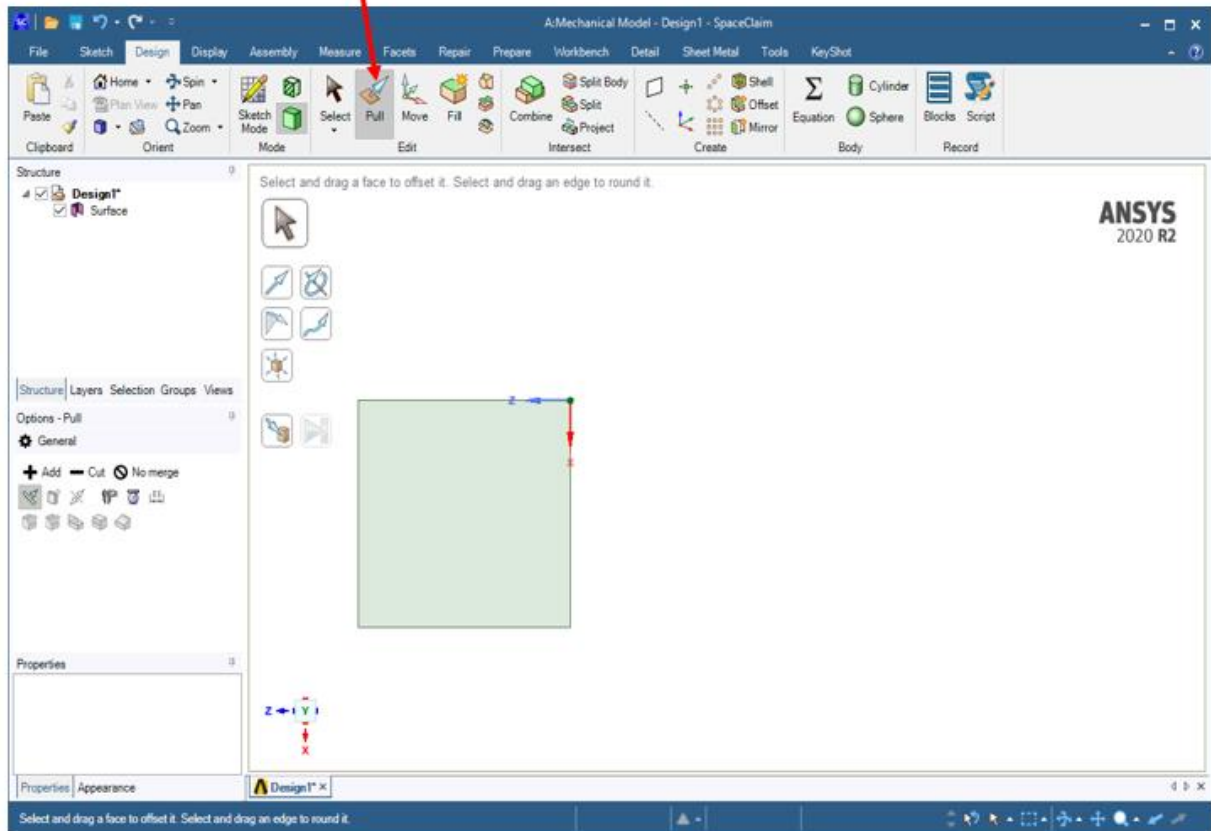 A:Mechanical Model - Design1 - SpaceClaim
File Sketch Design Display Assembly Measure Facets Repair Prepare Workbench Detail Sheet Metal Tools KeyShot
Paste
Clipboard
Home
Plan View
Spin
Pan
Zoom
Orient
Sketch Mode
Mode
Select
Pull
Move
Fill
Edit
Combine
Split Body
Split
Project
Intersect
Shell
Offset
Mirror
Create
Equation
Cylinder
Sphere
Body
Blocks
Script
Record
Structure
Design1*
Surface
Structure Layers Selection Groups Views
Options - Pull
General
Add Cut No merge
Properties
Properties Appearance
Select and drag a face to offset it. Select and drag an edge to round it.
ANSYS
2020 R2
Z
X
Z Y
X
Design1*
Select and drag a face to offset it. Select and drag an edge to round it.